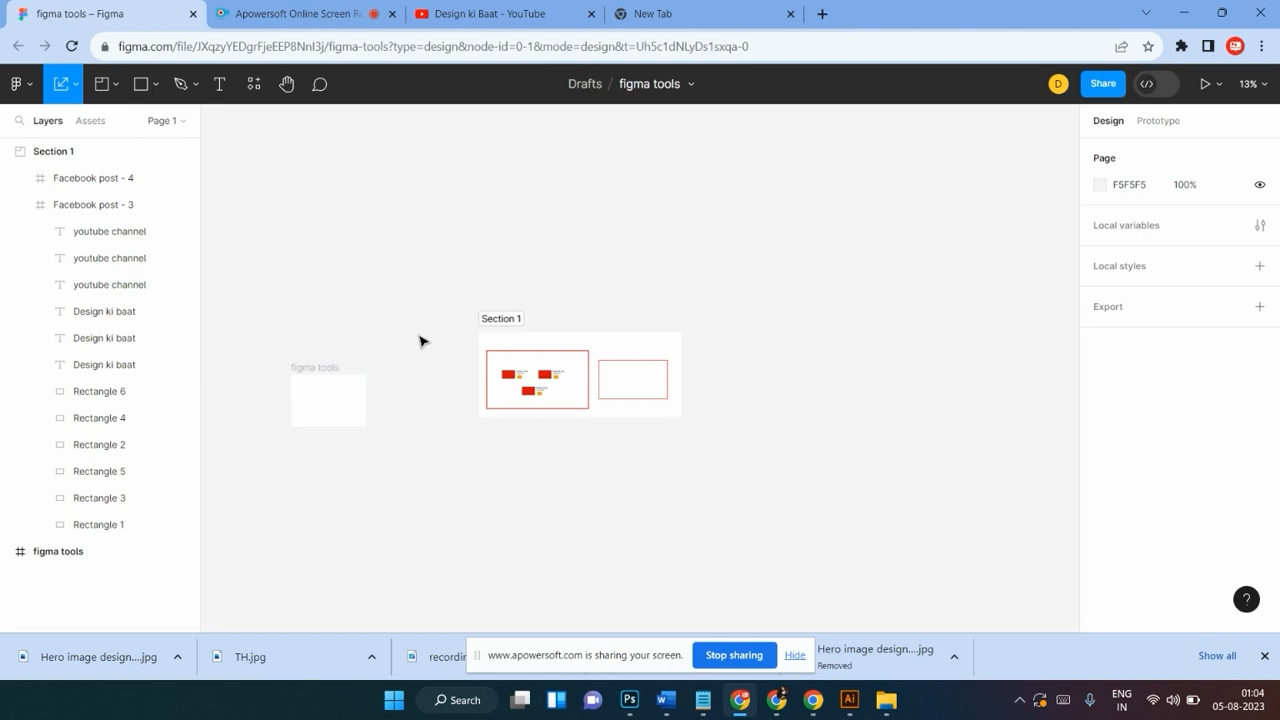 figma tools – Figma
Apowersoft Online Screen Re
Design ki Baat - YouTube
New Tab
figma.com/file/JXqzYYEDgrFjeEEP8NnI3j/figma-tools?type=design&node-id=0-1&mode=design&t=Uh5c1dNLyDs1sxqa-0
Drafts / figma tools
D
Share
13%
Layers
Assets
Page 1
Section 1
Facebook post - 4
Facebook post - 3
youtube channel
youtube channel
youtube channel
Design ki baat
Design ki baat
Design ki baat
Rectangle 6
Rectangle 4
Rectangle 2
Rectangle 5
Rectangle 3
Rectangle 1
figma tools
Section 1
figma tools
Design
Prototype
Page
F5F5F5
100%
Local variables
Local styles
Export
?
Hero image design....jpg
TH.jpg
recordin
www.apowersoft.com is sharing your screen.
Stop sharing
Hide
Hero image design....jpg
Removed
Show all
Search
Ps
Ai
ENG
IN
01:04
05-08-2023